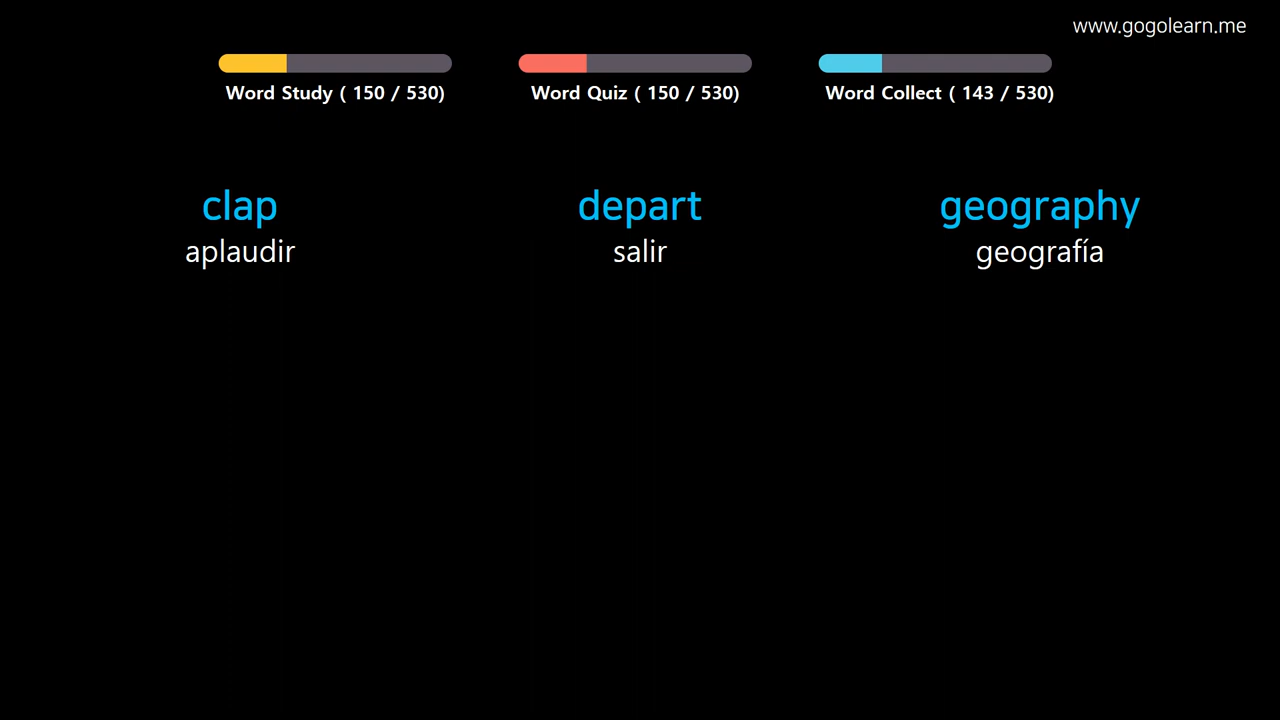 www.gogolearn.me
Word Study ( 150 / 530)
Word Quiz ( 150 / 530)
Word Collect ( 143 / 530)
clap
aplaudir
depart
salir
geography
geografía